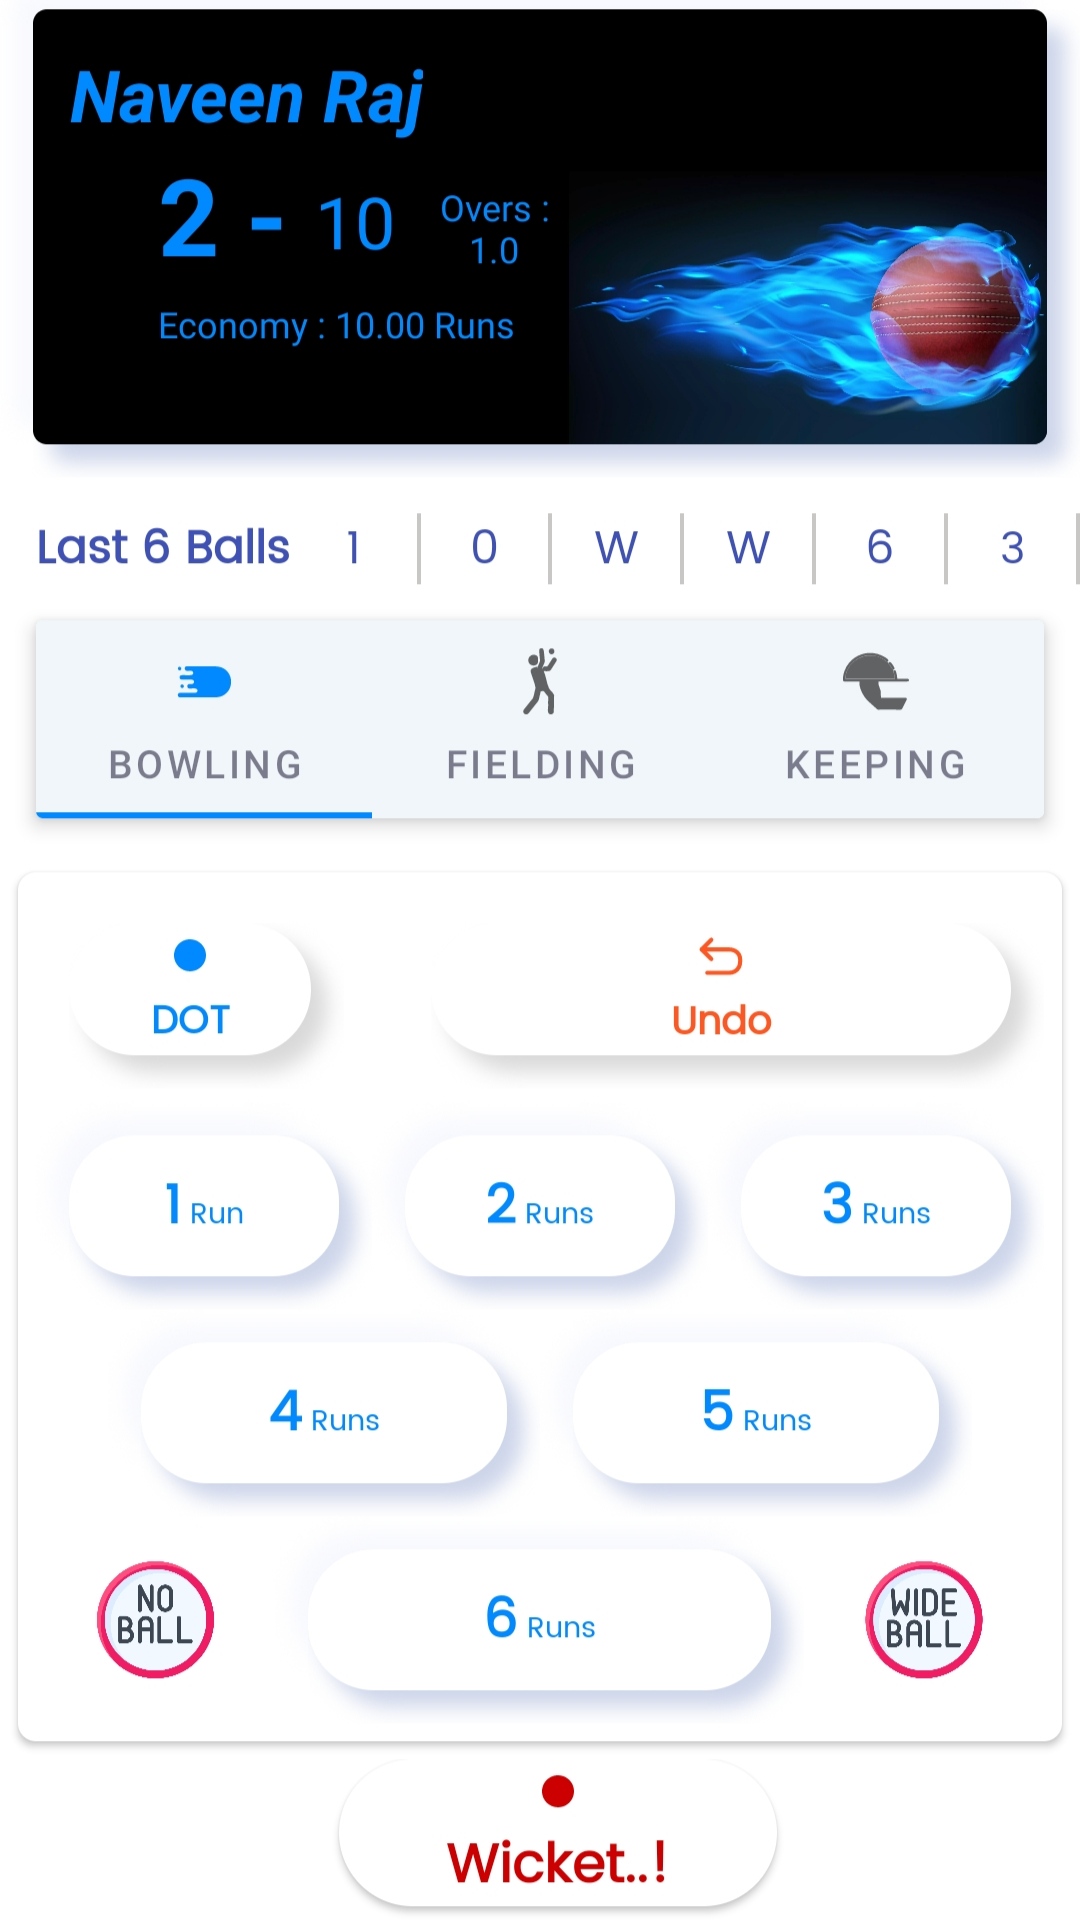 Naveen Raj
2 - 10 Overs : 1.0
Economy : 10.00 Runs
Last 6 Balls 1 0 W W 6 3
BOWLING FIELDING KEEPING
DOT Undo
1 Run 2 Runs 3 Runs
4 Runs 5 Runs
NO BALL 6 Runs WIDE BALL
Wicket..!